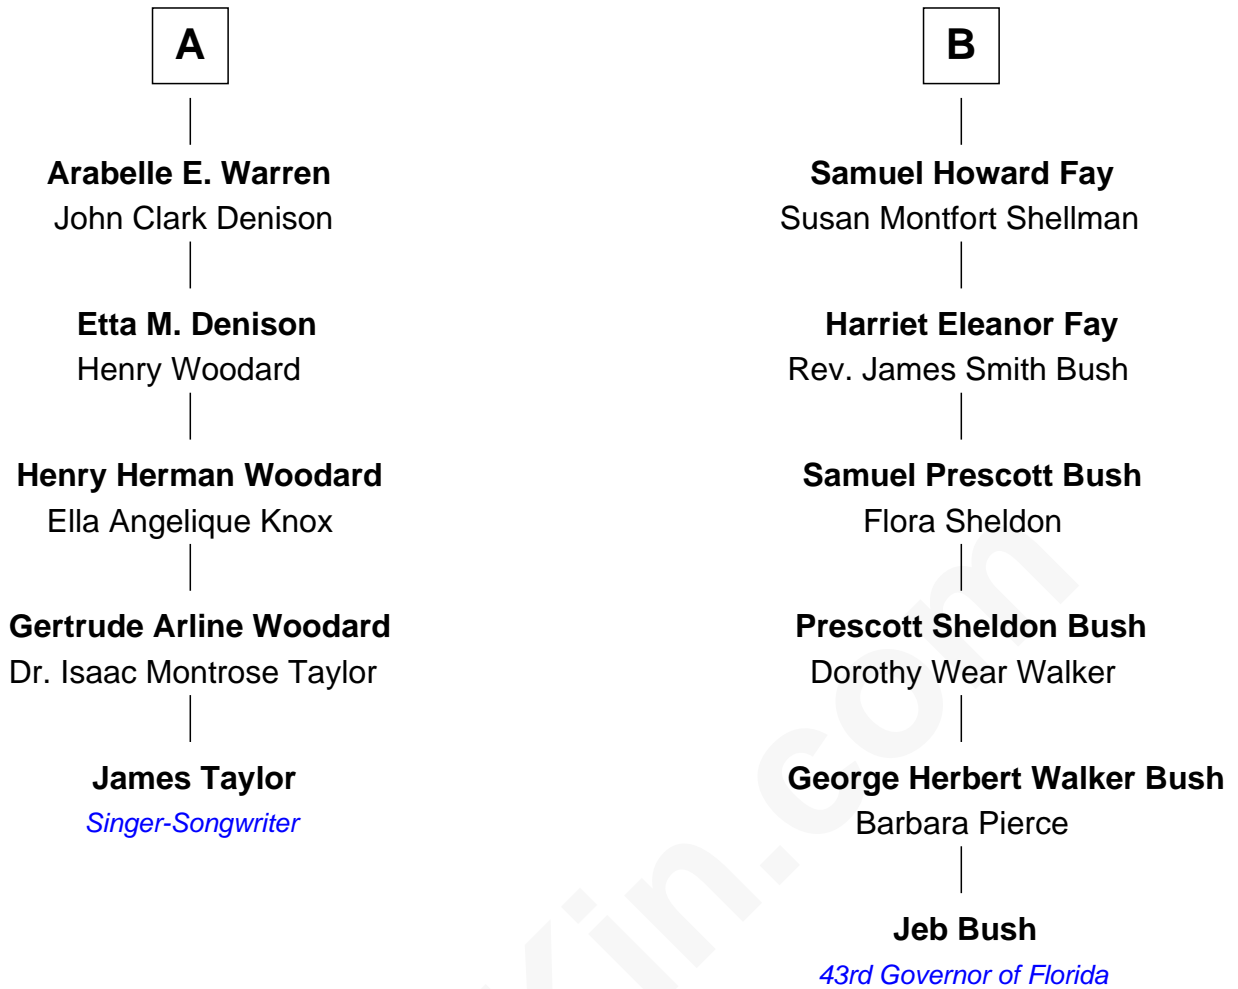 A
Arabelle E. Warren
John Clark Denison
Etta M. Denison
Henry Woodard
Henry Herman Woodard
Ella Angelique Knox
Gertrude Arline Woodard
Dr. Isaac Montrose Taylor
James Taylor
Singer-Songwriter
B
Samuel Howard Fay
Susan Montfort Shellman
Harriet Eleanor Fay
Rev. James Smith Bush
Samuel Prescott Bush
Flora Sheldon
Prescott Sheldon Bush
Dorothy Wear Walker
George Herbert Walker Bush
Barbara Pierce
Jeb Bush
43rd Governor of Florida
Kin.com